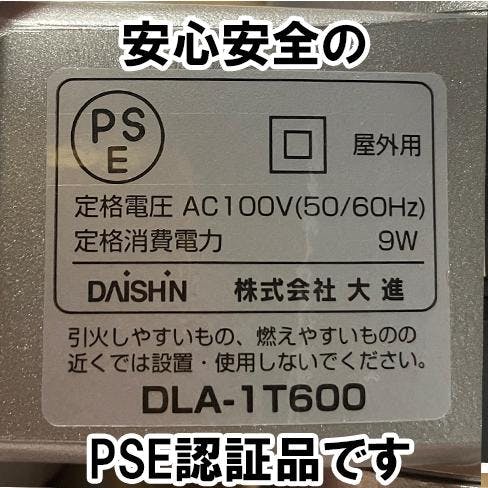 安心安全の
PS
E
屋外用
定格電圧 AC100V(50/60Hz)
定格消費電力 9W
DAISHIN 株式会社 大進
引火しやすいもの、燃えやすいものの
近くでは設置・使用しないでください。
DLA-1T600
PSE認証品です